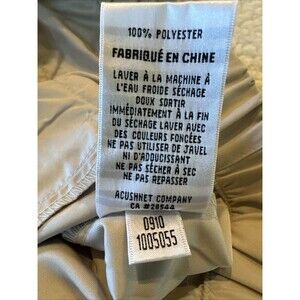 100% POLYESTER
FABRIQUÉ EN CHINE
LAVER À LA MACHINE À
L'EAU FROIDE SÉCHAGE
DOUX SORTIR
IMMÉDIATEMENT À LA FIN
DU SÉCHAGE LAVER AVEC
DES COULEURS FONCÉES
NE PAS UTILISER DE JAVEL
NI D'ADOUCISSANT
NE PAS SÉCHER À SEC
NE PAS REPASSER
ACUSHNET COMPANY
CA #28544
0910
1005055